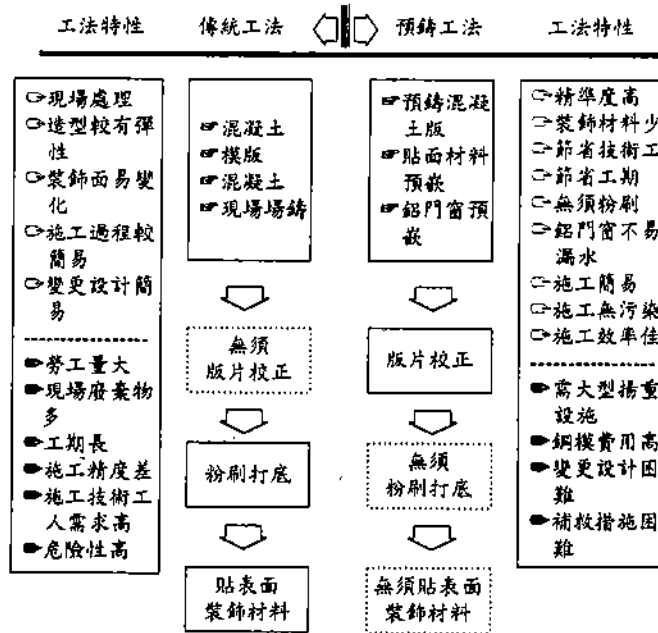 工法特性 傳統工法 預鑄工法 工法特性
現場處理
造型較有彈
性
裝飾面易變
化
施工過程較
簡易
變更設計簡
易
勞工量大
現場廢棄物
多
工期長
施工精度差
施工技術工
人需求高
危險性高
混凝土
模版
混凝土
現場場鑄
無須
版片校正
粉刷打底
貼表面
裝飾材料
預鑄混凝
土版
貼面材料
預嵌
鋁門窗預
嵌
版片校正
無須
粉刷打底
無須貼表面
裝飾材料
精準度高
裝飾材料少
節省技術工
節省工期
無須粉刷
鋁門窗不易
漏水
施工簡易
施工無污染
施工效率佳
需大型揚重
設施
鋼模費用高
變更設計困
難
補救措施困
難